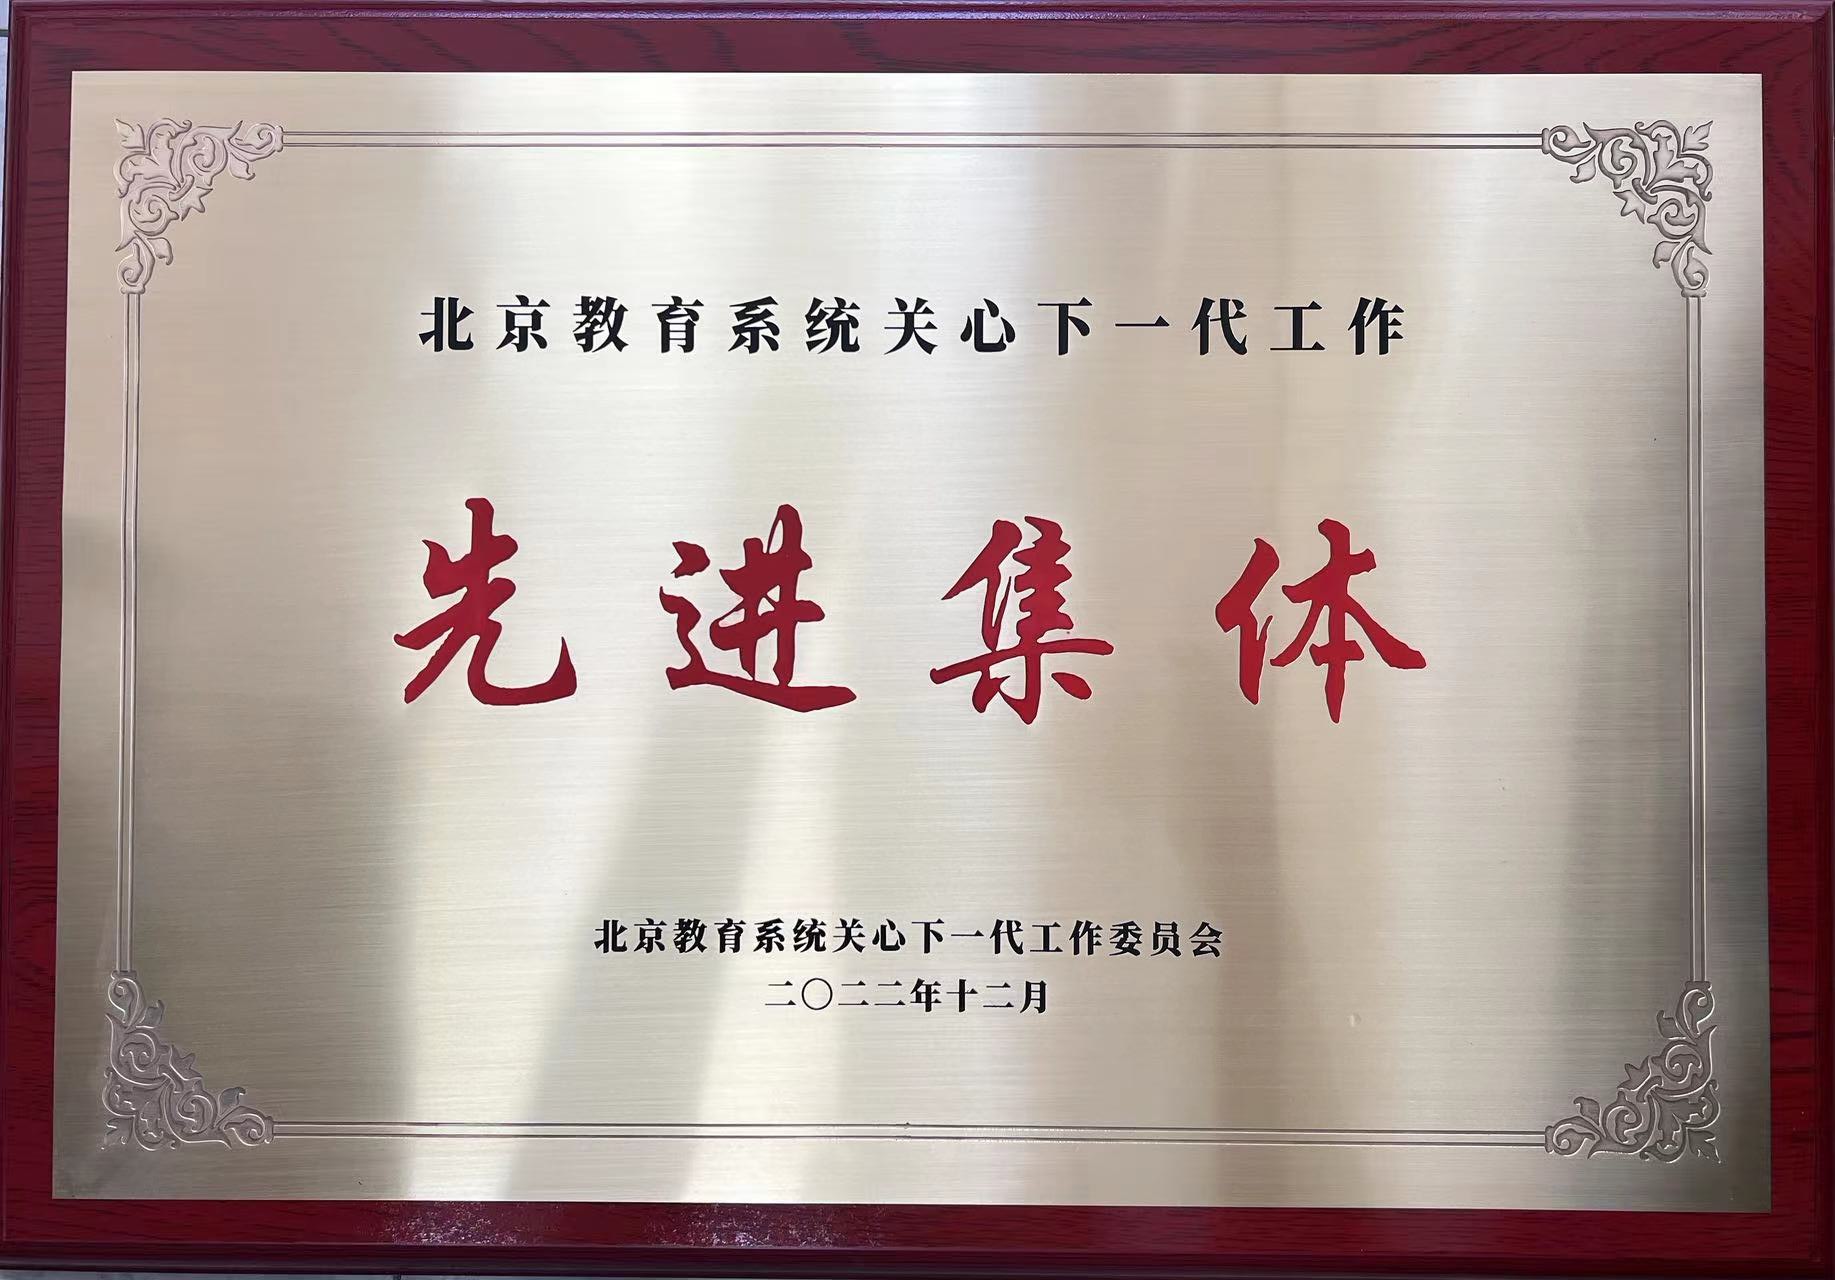 北京教育系统关心下一代工作
先进集体
北京教育系统关心下一代工作委员会
二〇二二年十二月